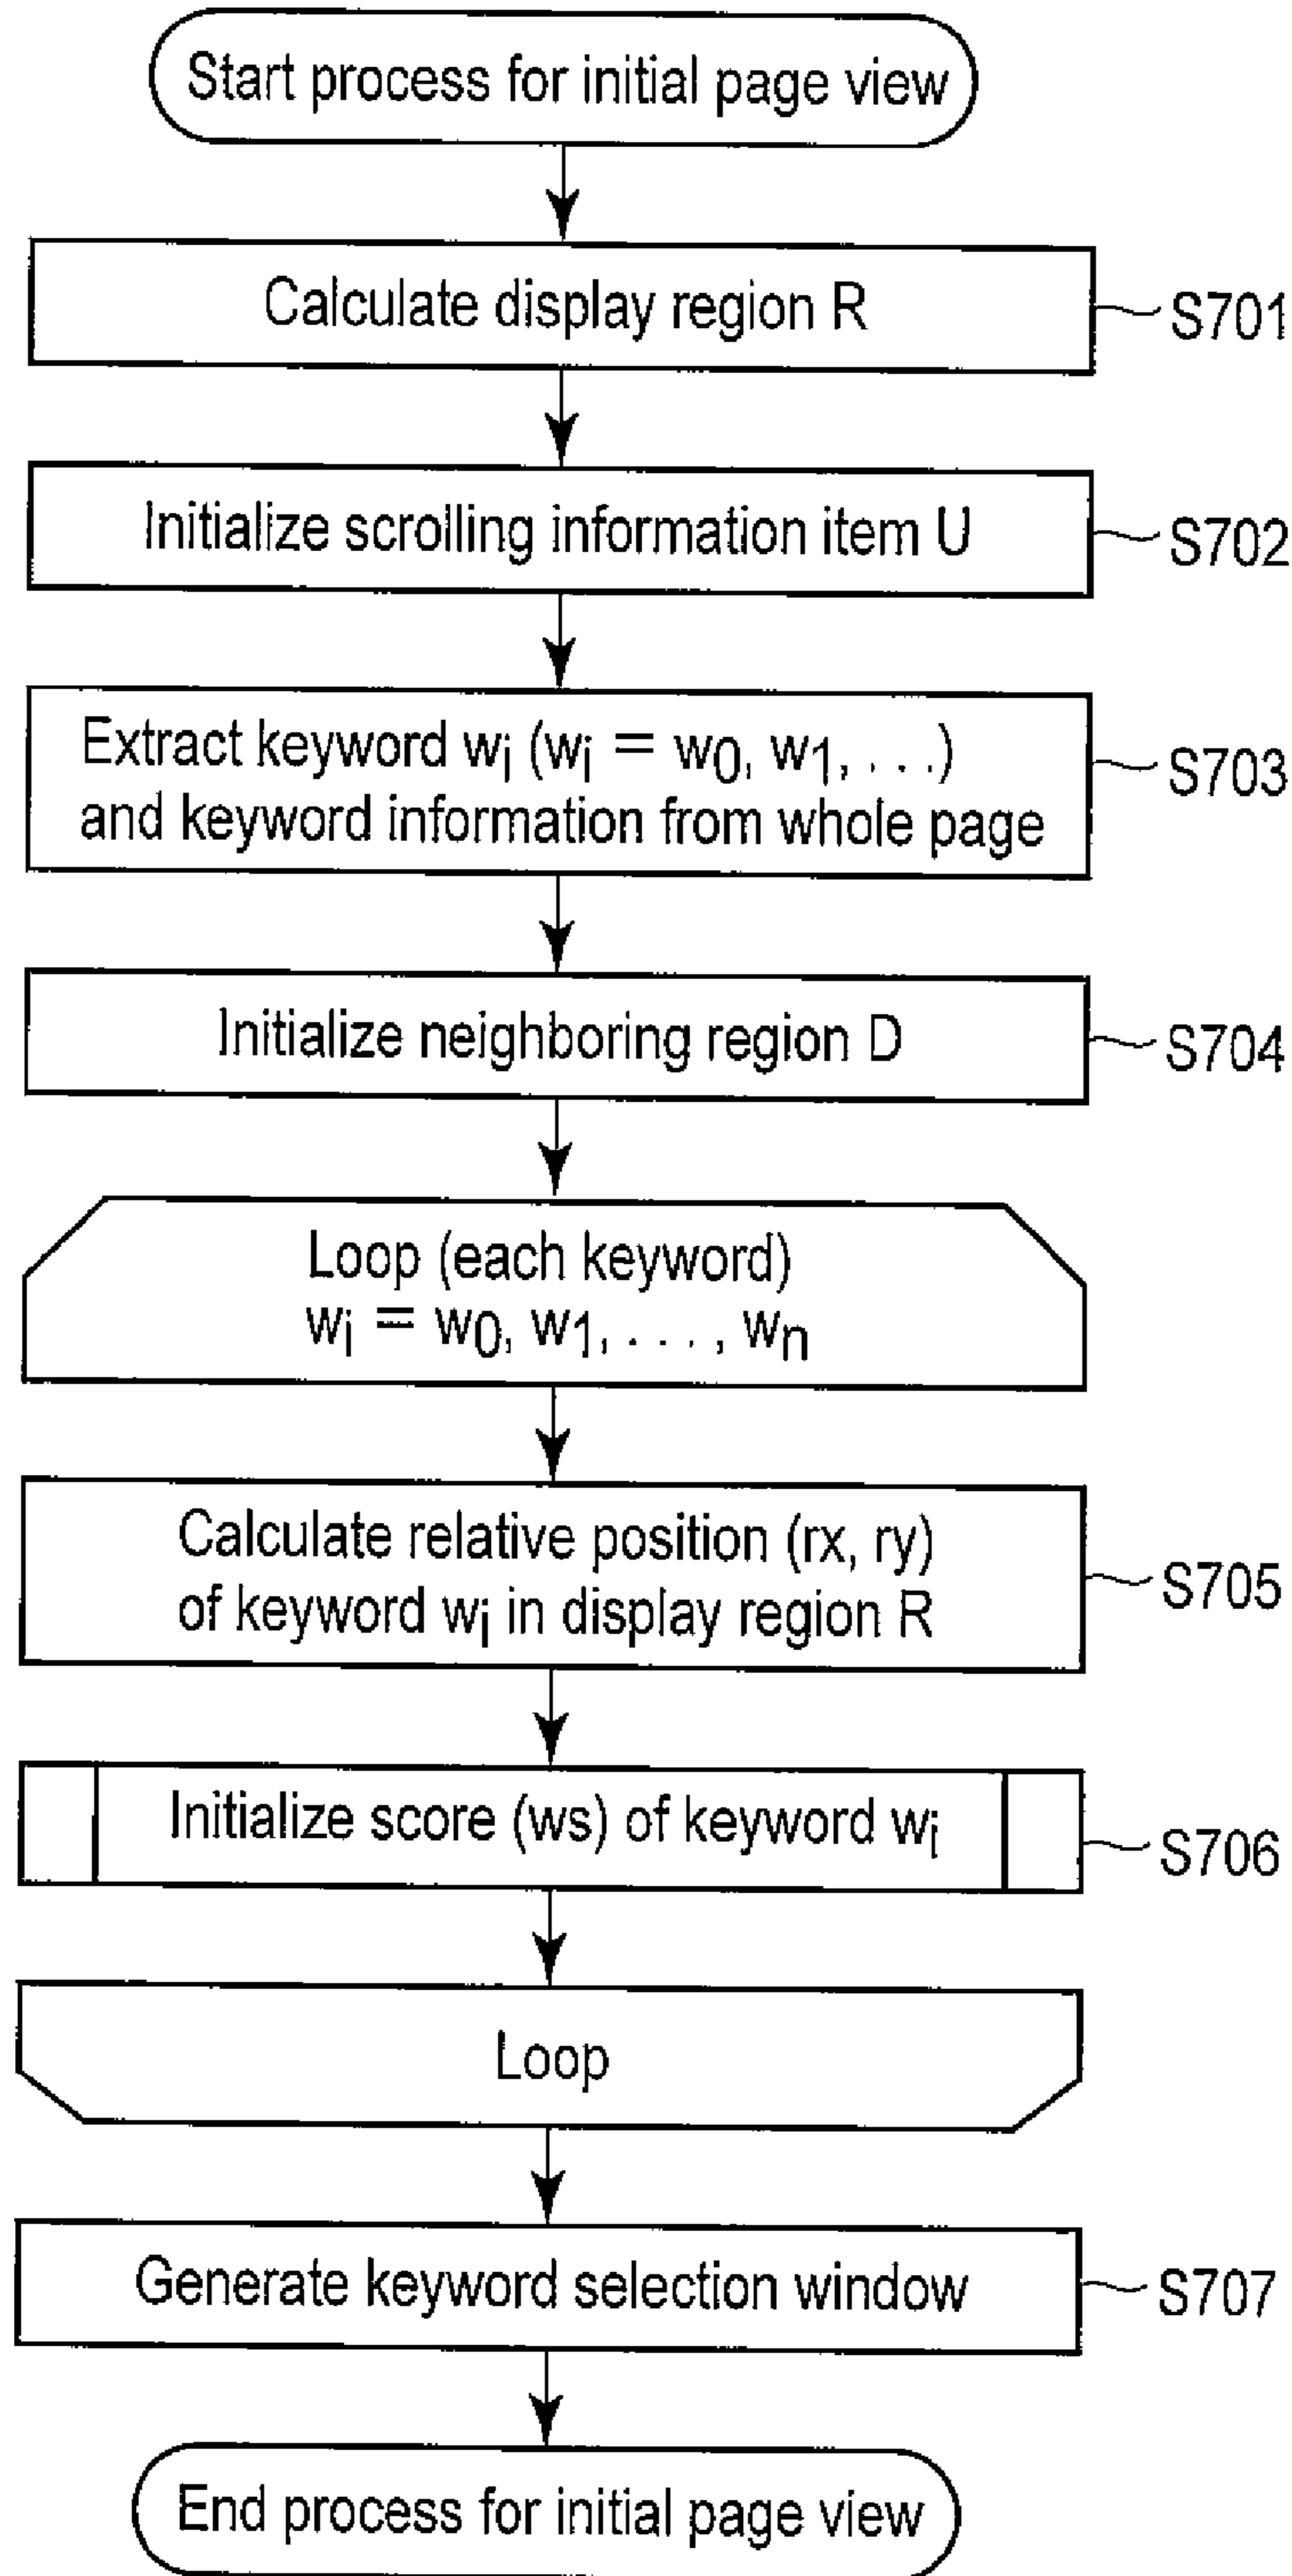 Start process for initial page view
Calculate display region R
S701
Initialize scrolling information item U
S702
Extract keyword wi (wi = w0, w1, . . .)
and keyword information from whole page
S703
Initialize neighboring region D
S704
Loop (each keyword)
wi = w0, w1, . . . , wn
Calculate relative position (rx, ry)
of keyword wi in display region R
S705
Initialize score (ws) of keyword wi
S706
Loop
Generate keyword selection window
S707
End process for initial page view